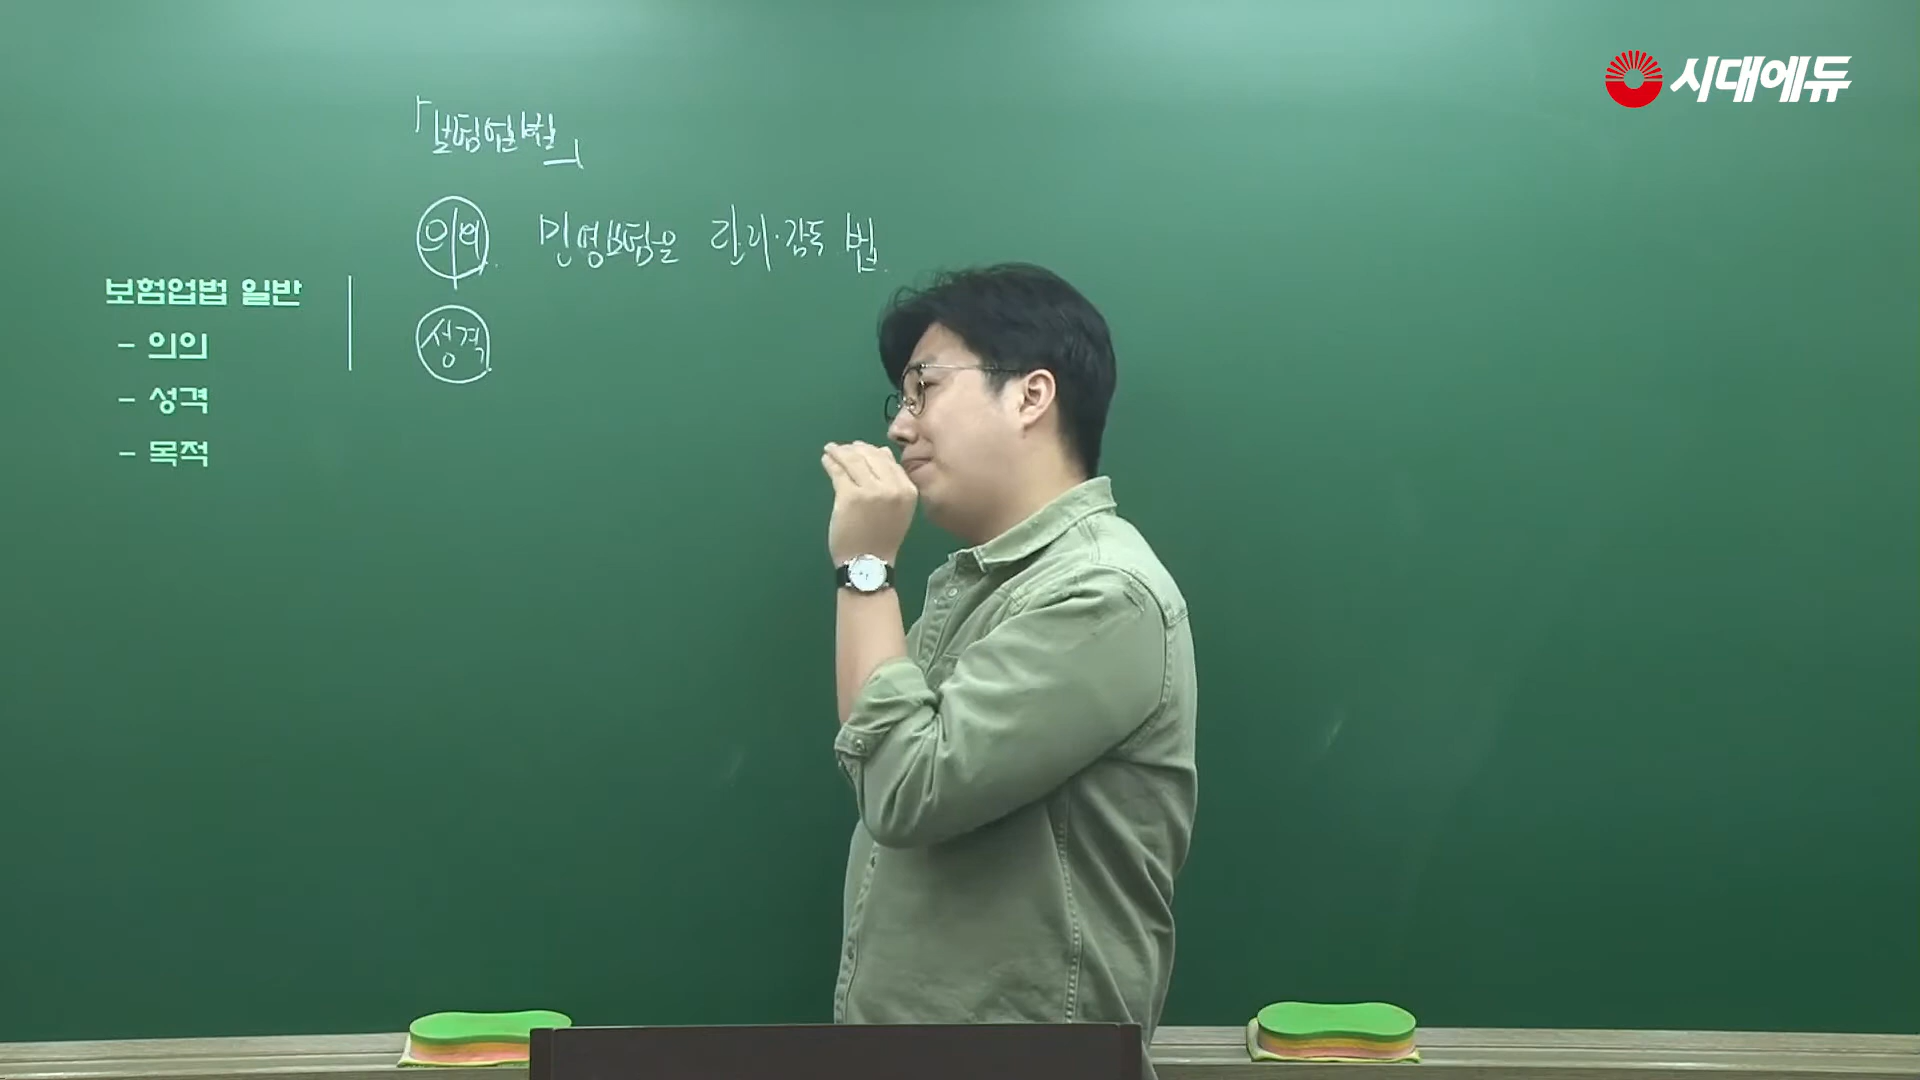 시대에듀
「보험업법」
의의 민영보험을 관리·감독 법.
성격
보험업법 일반
- 의의
- 성격
- 목적